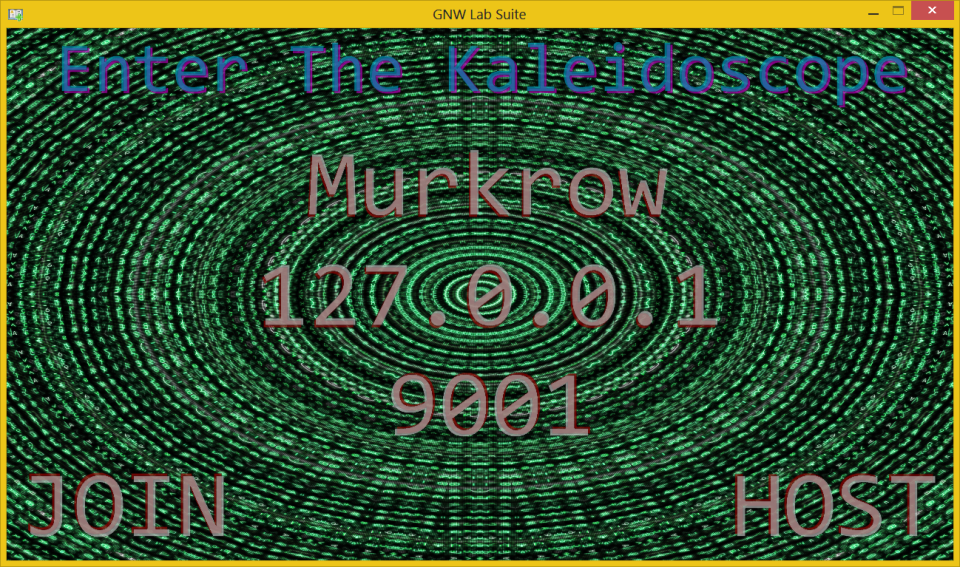 GNW Lab Suite
Enter The Kaleidoscope
Murkrow
127.0.0.1
9001
JOIN HOST